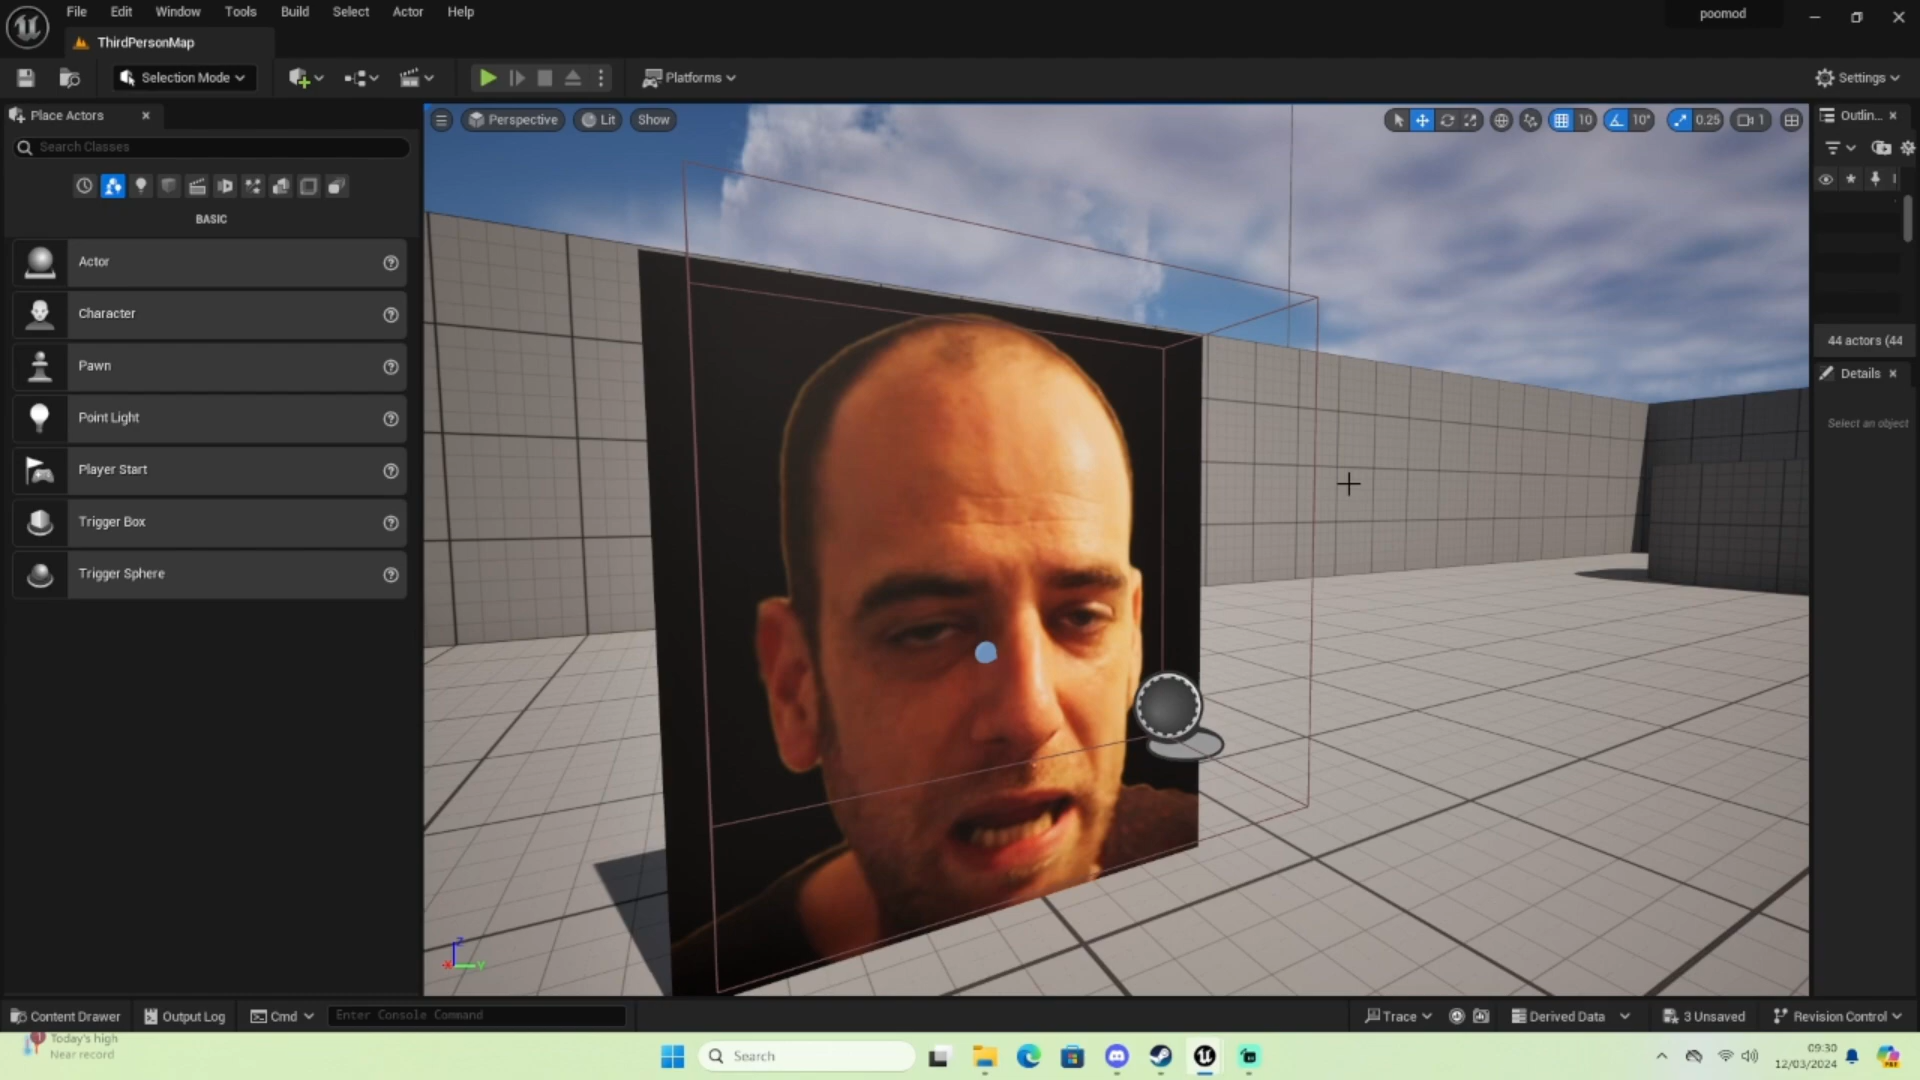 File Edit Window Tools Build Select Actor Help
poomod
ThirdPersonMap
Selection Mode
Platforms
Settings
Place Actors
Perspective
Lit
Show
10
10°
0.25
1
Outlin...
Search Classes
BASIC
Actor
Character
Pawn
Point Light
Player Start
Trigger Box
Trigger Sphere
44 actors (44
Details
Select an object
Z
X
Y
Content Drawer
Output Log
Cmd
Enter Console Command
Trace
Derived Data
3 Unsaved
Revision Control
Today's high
Near record
Search
09:30
12/03/2024